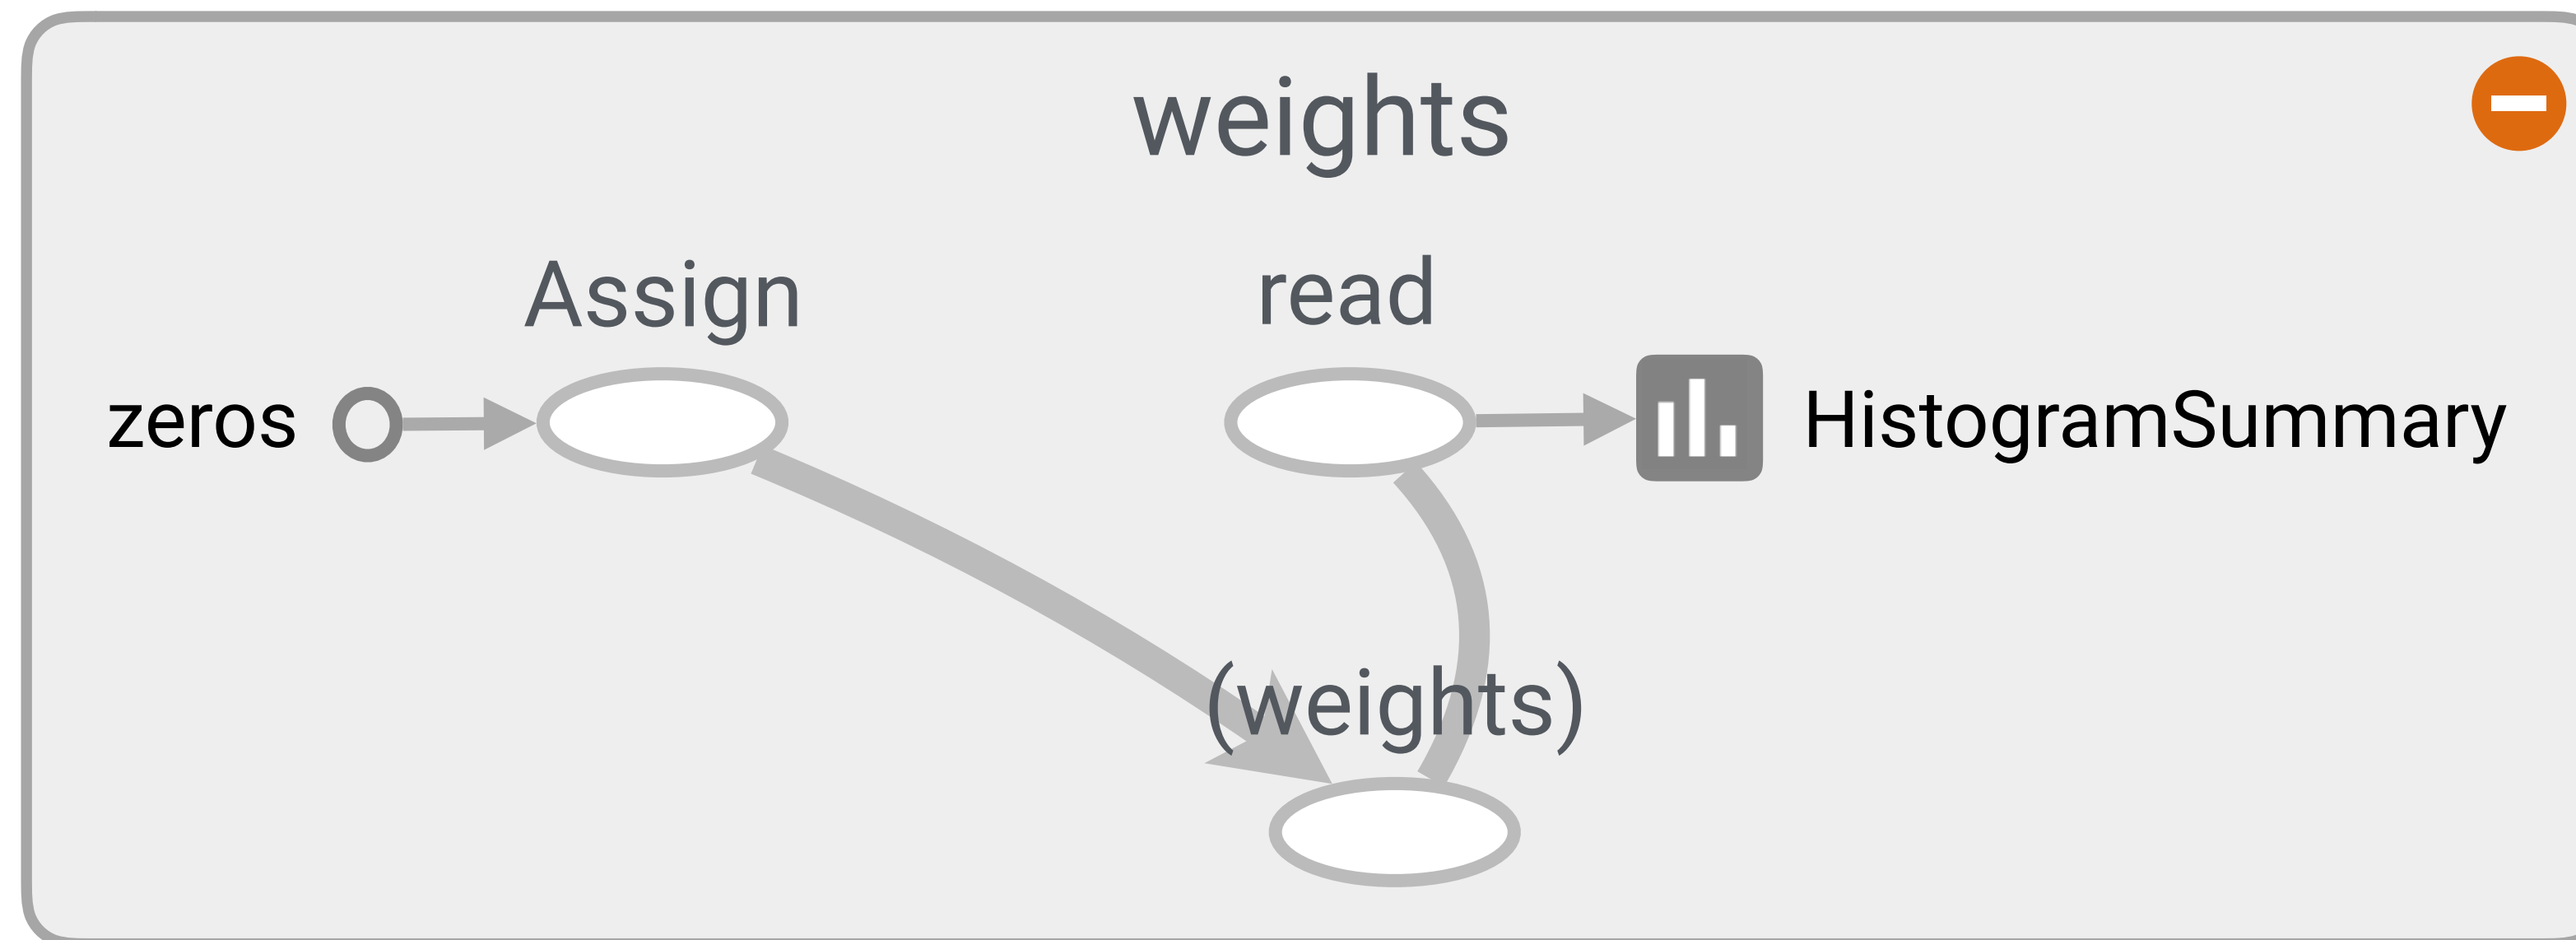 weights
Assign
read
zeros
HistogramSummary
(weights)